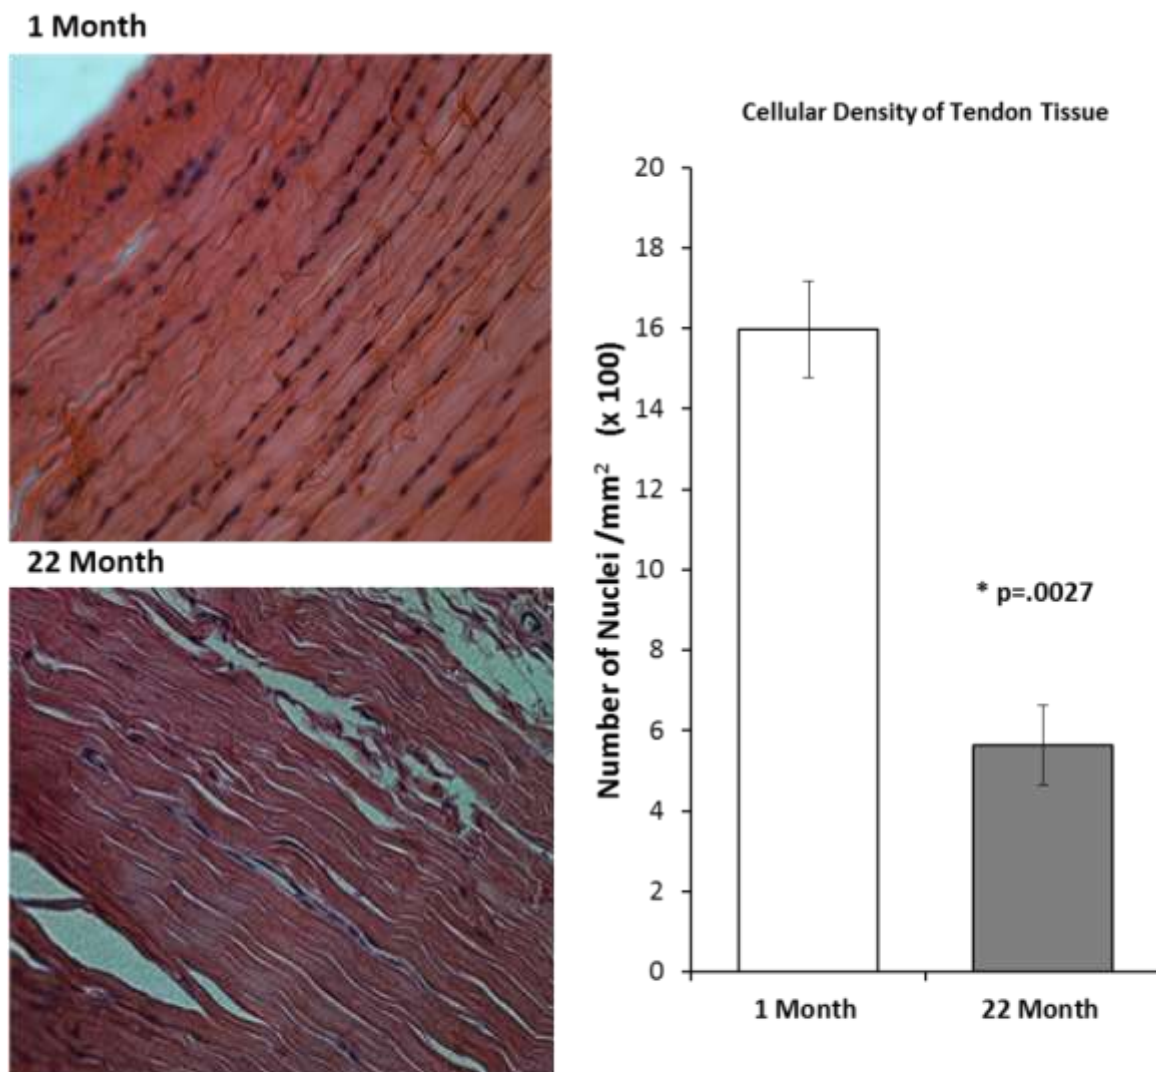 1 Month
22 Month
Cellular Density of Tendon Tissue
Number of Nuclei /mm² (x 100)
20
18
16
14
12
10
8
6
4
2
0
* p=.0027
1 Month
22 Month